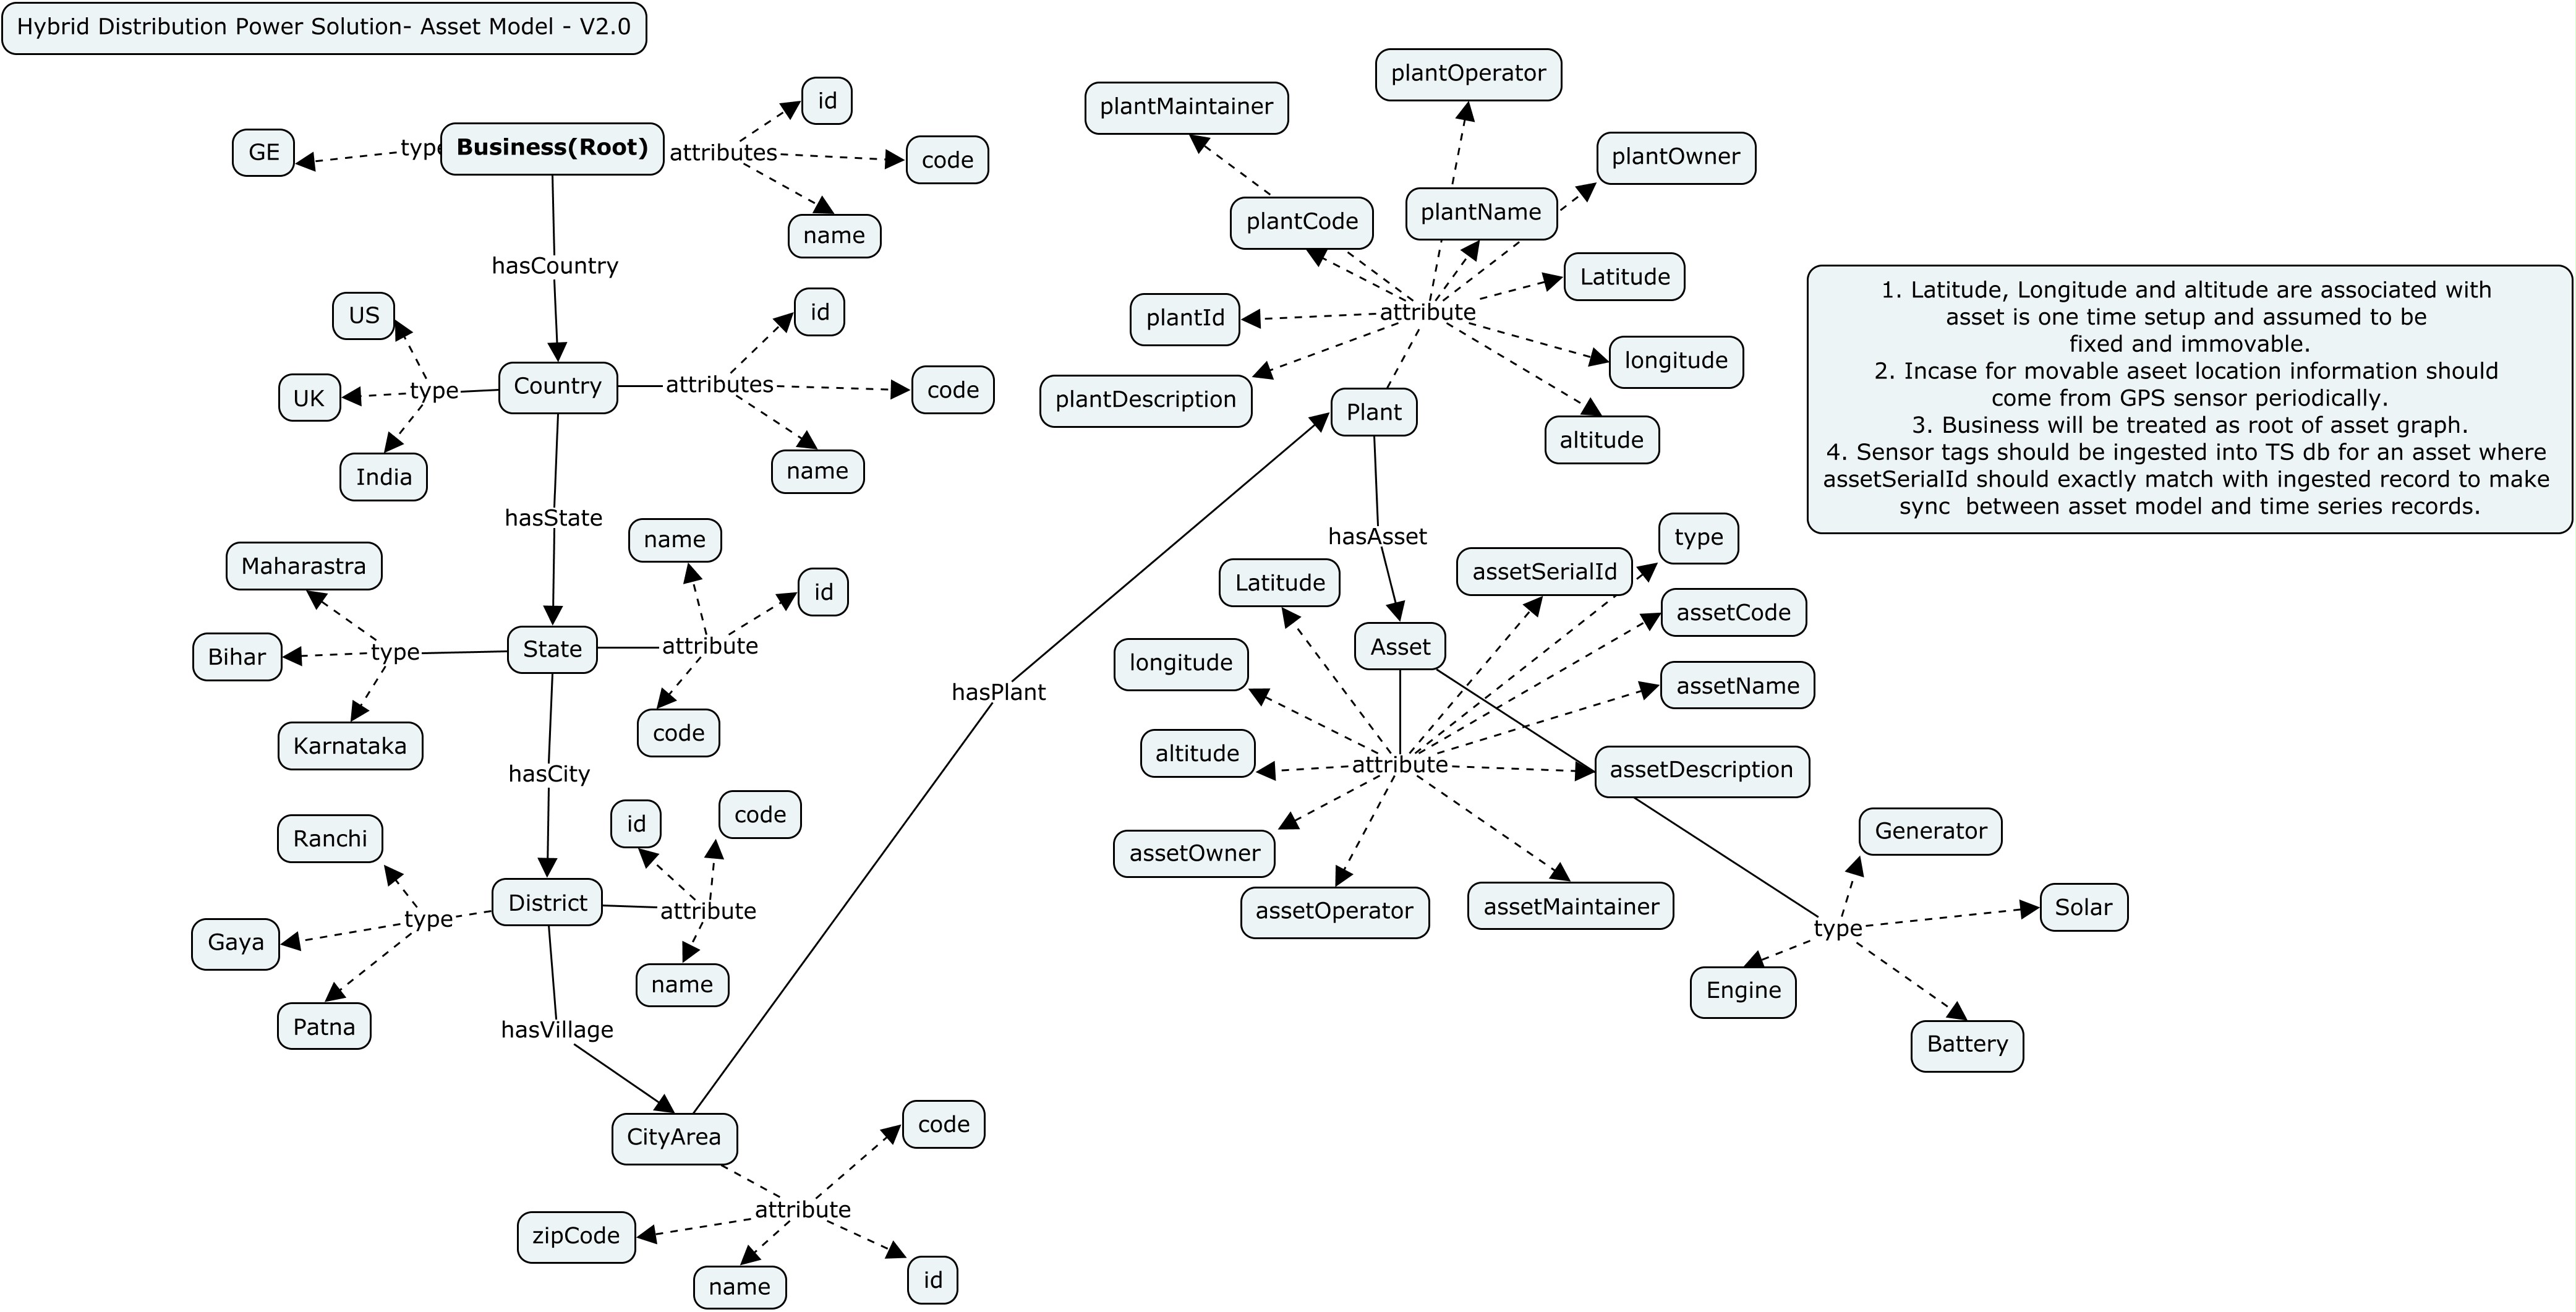 Hybrid Distribution Power Solution- Asset Model - V2.0
id
GE
type
Business(Root)
attributes
code
name
hasCountry
US
id
UK
type
Country
attributes
code
India
name
hasState
name
Maharastra
id
Bihar
type
State
attribute
code
Karnataka
hasCity
id
code
Ranchi
District
attribute
type
Gaya
name
Patna
hasVillage
CityArea
code
attribute
zipCode
name
id
hasPlant
plantOperator
plantMaintainer
plantOwner
plantCode
plantName
Latitude
plantId
attribute
longitude
plantDescription
Plant
altitude
hasAsset
type
assetSerialId
Latitude
assetCode
Asset
longitude
assetName
altitude
attribute
assetDescription
assetOwner
assetOperator
assetMaintainer
Generator
Solar
type
Engine
Battery
1. Latitude, Longitude and altitude are associated with
asset is one time setup and assumed to be
fixed and immovable.
2. Incase for movable aseet location information should
come from GPS sensor periodically.
3. Business will be treated as root of asset graph.
4. Sensor tags should be ingested into TS db for an asset where
assetSerialId should exactly match with ingested record to make
sync  between asset model and time series records.